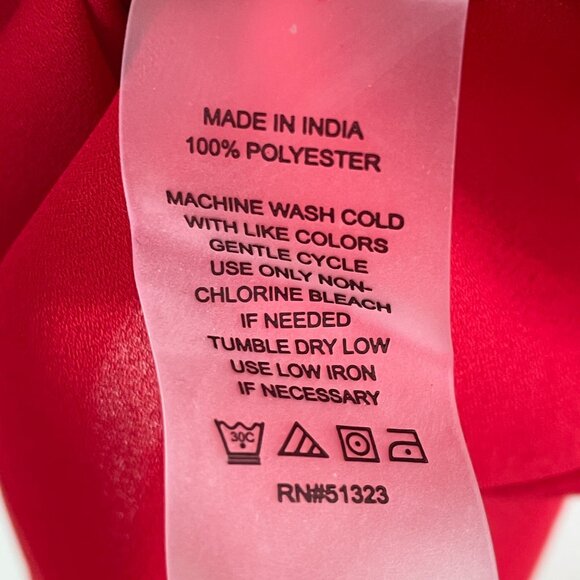 MADE IN INDIA
100% POLYESTER
MACHINE WASH COLD
WITH LIKE COLORS
GENTLE CYCLE
USE ONLY NON-
CHLORINE BLEACH
IF NEEDED
TUMBLE DRY LOW
USE LOW IRON
IF NECESSARY
30C
RN#51323